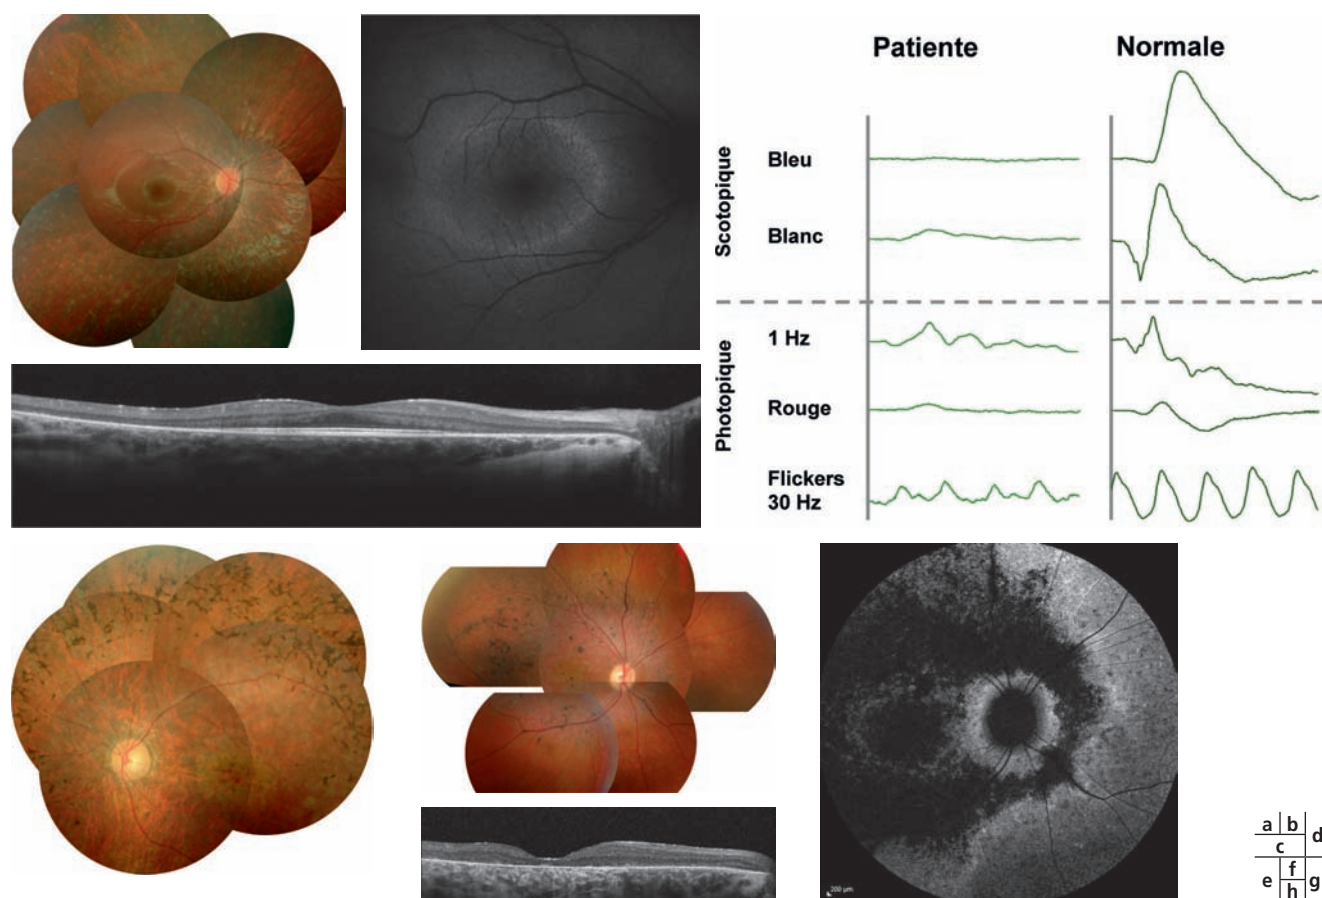 Patiente Normale
Scotopique
Bleu
Blanc
Photopique
1 Hz
Rouge
Flickers
30 Hz
200 µm
a b d
c
e f g
h